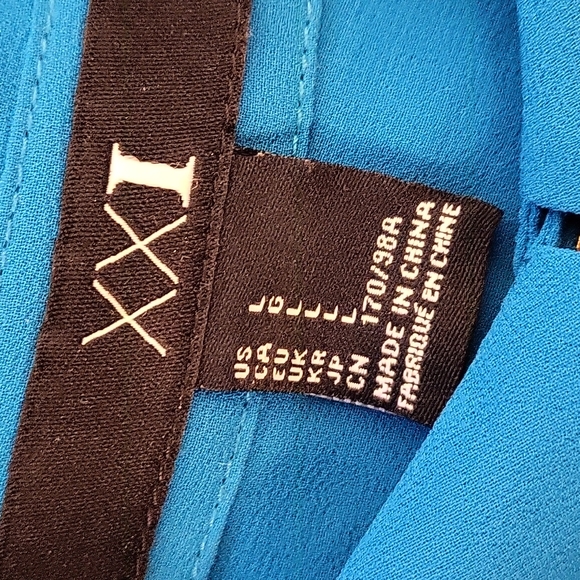 XXI
US L
CA G
EU L
UK L
KR L
JP L
CN 170/98A
MADE IN CHINA
FABRIQUÉ EN CHINE